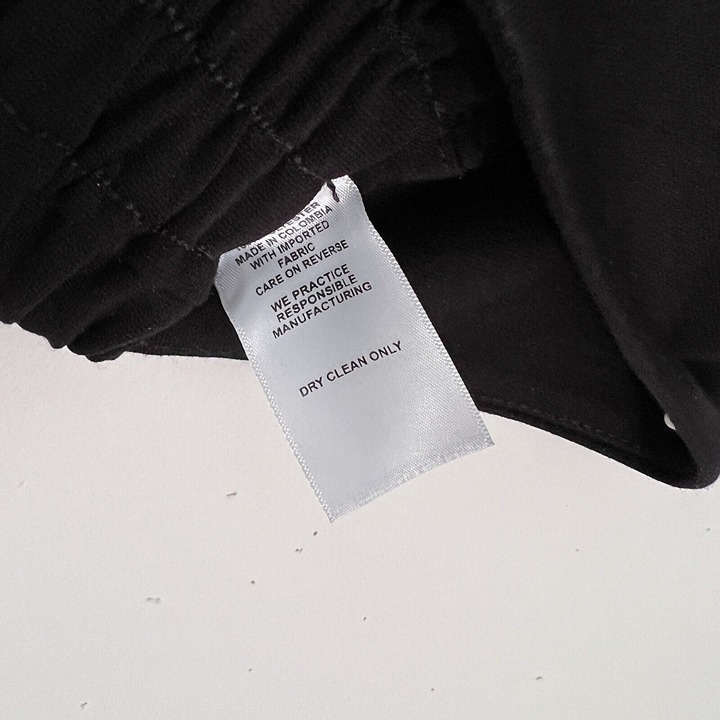 MADE IN COLOMBIA
WITH IMPORTED
FABRIC
CARE ON REVERSE
WE PRACTICE
RESPONSIBLE
MANUFACTURING
DRY CLEAN ONLY